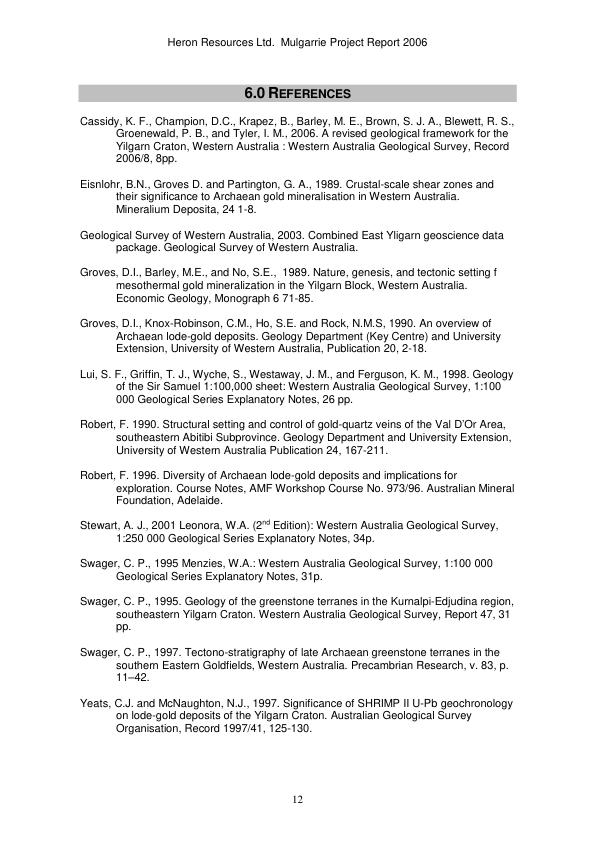 Heron Resources Ltd.  Mulgarrie Project Report 2006
6.0 REFERENCES
Cassidy, K. F., Champion, D.C., Krapez, B., Barley, M. E., Brown, S. J. A., Blewett, R. S.,
Groenewald, P. B., and Tyler, I. M., 2006. A revised geological framework for the
Yilgarn Craton, Western Australia : Western Australia Geological Survey, Record
2006/8, 8pp.
Eisnlohr, B.N., Groves D. and Partington, G. A., 1989. Crustal-scale shear zones and
their significance to Archaean gold mineralisation in Western Australia.
Mineralium Deposita, 24 1-8.
Geological Survey of Western Australia, 2003. Combined East Yligarn geoscience data
package. Geological Survey of Western Australia.
Groves, D.I., Barley, M.E., and No, S.E.,  1989. Nature, genesis, and tectonic setting f
mesothermal gold mineralization in the Yilgarn Block, Western Australia.
Economic Geology, Monograph 6 71-85.
Groves, D.I., Knox-Robinson, C.M., Ho, S.E. and Rock, N.M.S, 1990. An overview of
Archaean lode-gold deposits. Geology Department (Key Centre) and University
Extension, University of Western Australia, Publication 20, 2-18.
Lui, S. F., Griffin, T. J., Wyche, S., Westaway, J. M., and Ferguson, K. M., 1998. Geology
of the Sir Samuel 1:100,000 sheet: Western Australia Geological Survey, 1:100
000 Geological Series Explanatory Notes, 26 pp.
Robert, F. 1990. Structural setting and control of gold-quartz veins of the Val D'Or Area,
southeastern Abitibi Subprovince. Geology Department and University Extension,
University of Western Australia Publication 24, 167-211.
Robert, F. 1996. Diversity of Archaean lode-gold deposits and implications for
exploration. Course Notes, AMF Workshop Course No. 973/96. Australian Mineral
Foundation, Adelaide.
Stewart, A. J., 2001 Leonora, W.A. (2nd Edition): Western Australia Geological Survey,
1:250 000 Geological Series Explanatory Notes, 34p.
Swager, C. P., 1995 Menzies, W.A.: Western Australia Geological Survey, 1:100 000
Geological Series Explanatory Notes, 31p.
Swager, C. P., 1995. Geology of the greenstone terranes in the Kurnalpi-Edjudina region,
southeastern Yilgarn Craton. Western Australia Geological Survey, Report 47, 31
pp.
Swager, C. P., 1997. Tectono-stratigraphy of late Archaean greenstone terranes in the
southern Eastern Goldfields, Western Australia. Precambrian Research, v. 83, p.
11–42.
Yeats, C.J. and McNaughton, N.J., 1997. Significance of SHRIMP II U-Pb geochronology
on lode-gold deposits of the Yilgarn Craton. Australian Geological Survey
Organisation, Record 1997/41, 125-130.
12